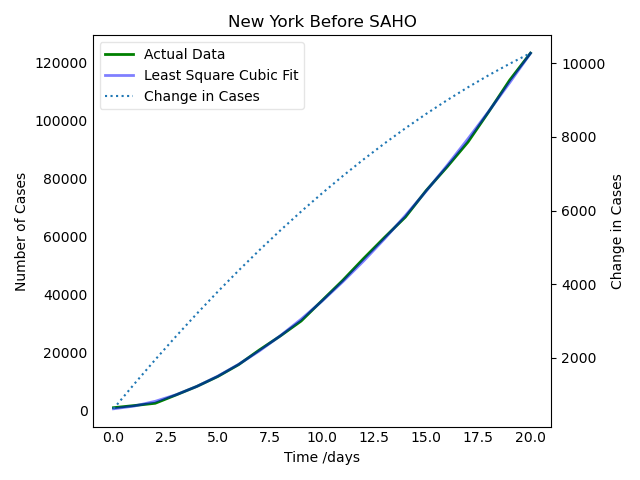 New York Before SAHO
Actual Data
Least Square Cubic Fit
Change in Cases
120000
100000
80000
60000
40000
20000
0
Number of Cases
10000
8000
6000
4000
2000
Change in Cases
0.0 2.5 5.0 7.5 10.0 12.5 15.0 17.5 20.0
Time /days